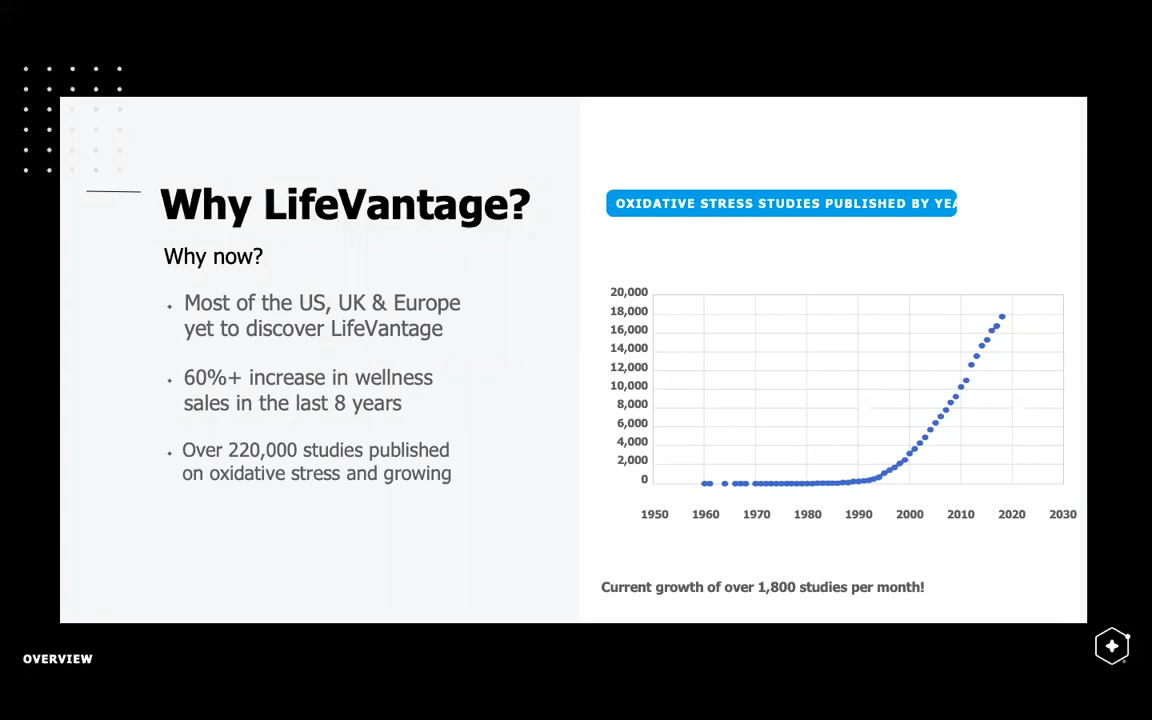 Why LifeVantage?
Why now?
Most of the US, UK & Europe
yet to discover LifeVantage
60%+ increase in wellness
sales in the last 8 years
Over 220,000 studies published
on oxidative stress and growing
OXIDATIVE STRESS STUDIES PUBLISHED BY YEA
20,000
18,000
16,000
14,000
12,000
10,000
8,000
6,000
4,000
2,000
0
1950 1960 1970 1980 1990 2000 2010 2020 2030
Current growth of over 1,800 studies per month!
OVERVIEW